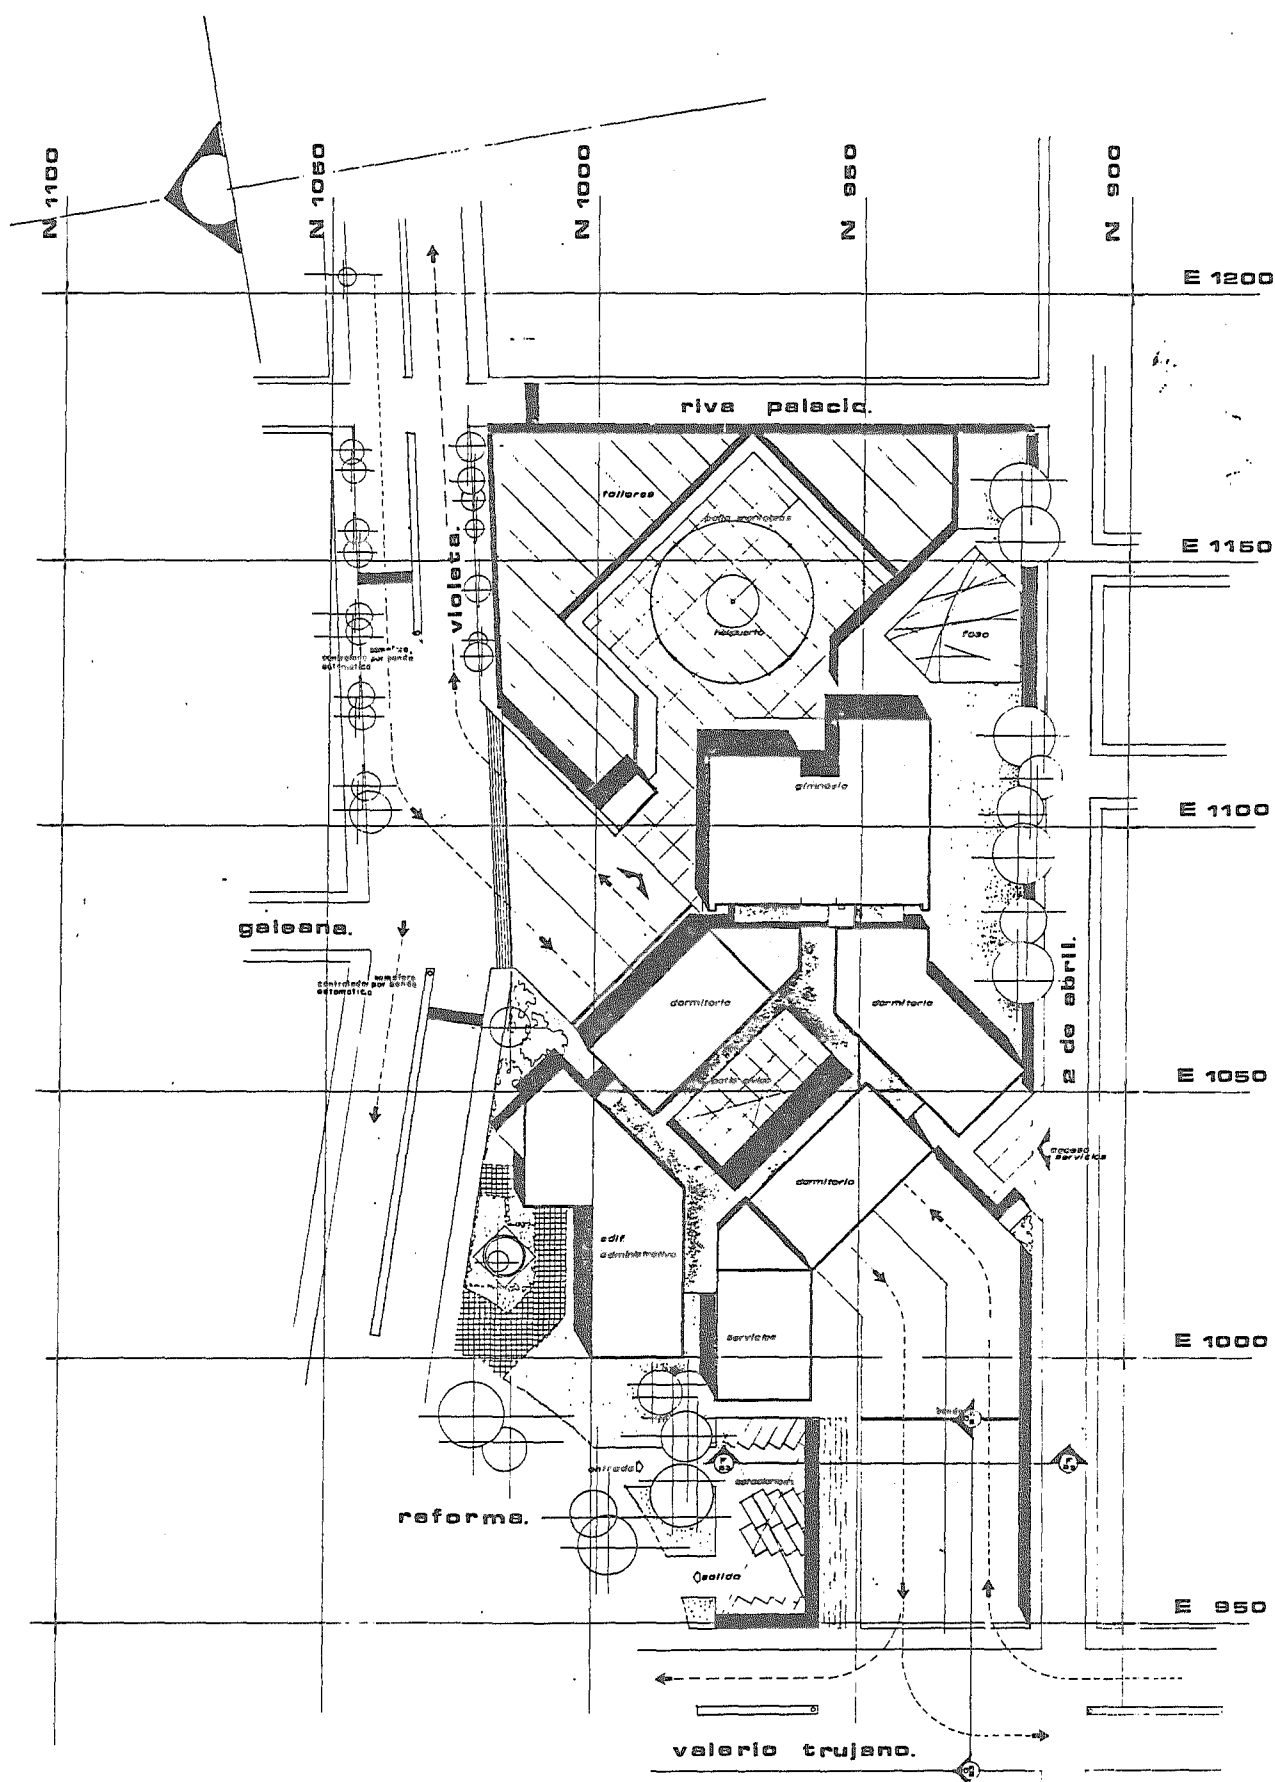 N 1100
N 1050
N 1000
N 950
N 900
E 1200
riva palacio.
talleres
patio maniobras
E 1150
violeta.
helipuerto
foso
semaforo
controlado por banda
automatica
gimnasio
E 1100
galeana.
semaforo
controlado por banda
automatica
dormitorio
dormitorio
2 de abril.
patio civico
E 1050
acceso
servicios
dormitorio
edif.
administrativo
servicios
E 1000
entrada
reforma.
salida
E 950
valerio trujano.